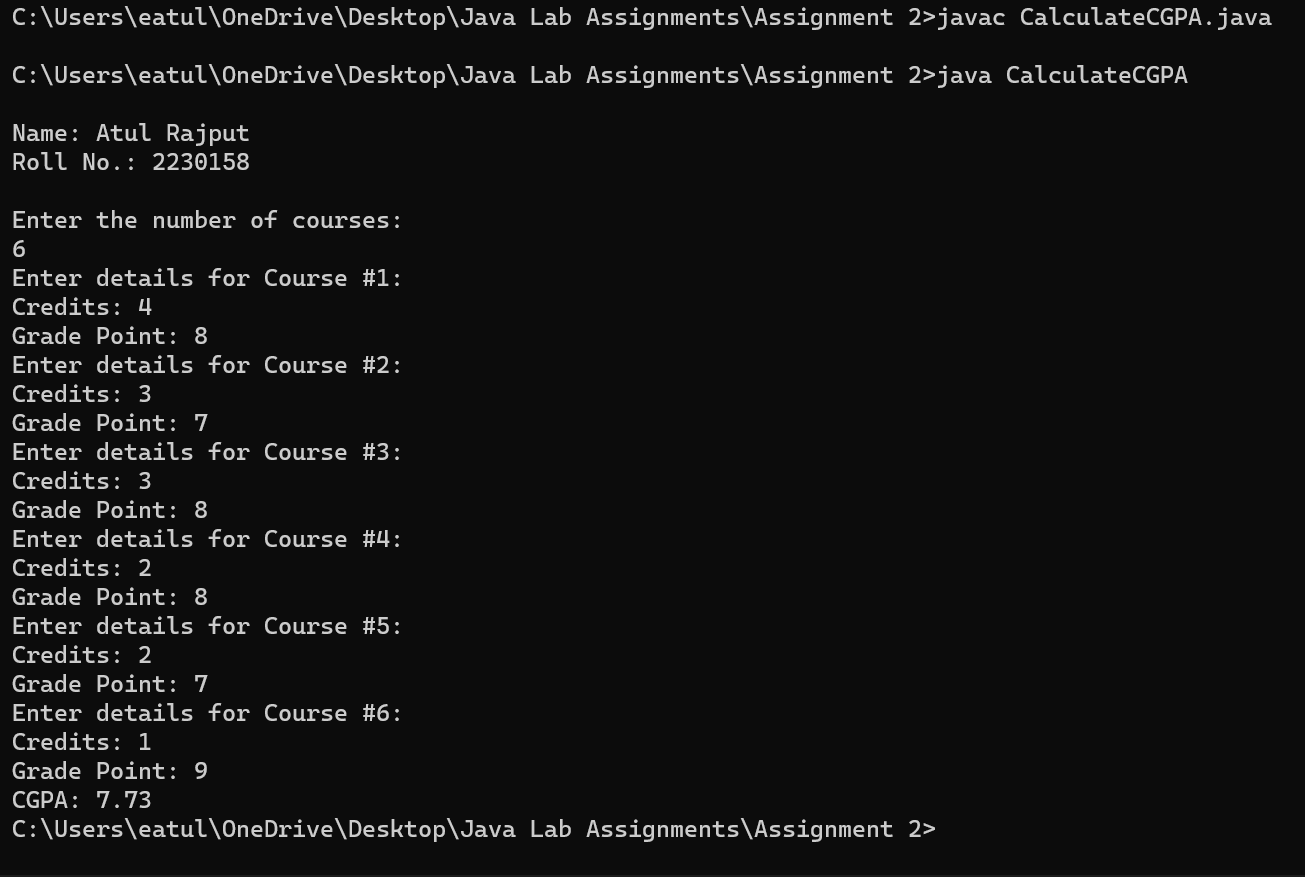 C:\Users\eatul\OneDrive\Desktop\Java Lab Assignments\Assignment 2>javac CalculateCGPA.java
C:\Users\eatul\OneDrive\Desktop\Java Lab Assignments\Assignment 2>java CalculateCGPA
Name: Atul Rajput
Roll No.: 2230158
Enter the number of courses:
6
Enter details for Course #1:
Credits: 4
Grade Point: 8
Enter details for Course #2:
Credits: 3
Grade Point: 7
Enter details for Course #3:
Credits: 3
Grade Point: 8
Enter details for Course #4:
Credits: 2
Grade Point: 8
Enter details for Course #5:
Credits: 2
Grade Point: 7
Enter details for Course #6:
Credits: 1
Grade Point: 9
CGPA: 7.73
C:\Users\eatul\OneDrive\Desktop\Java Lab Assignments\Assignment 2>